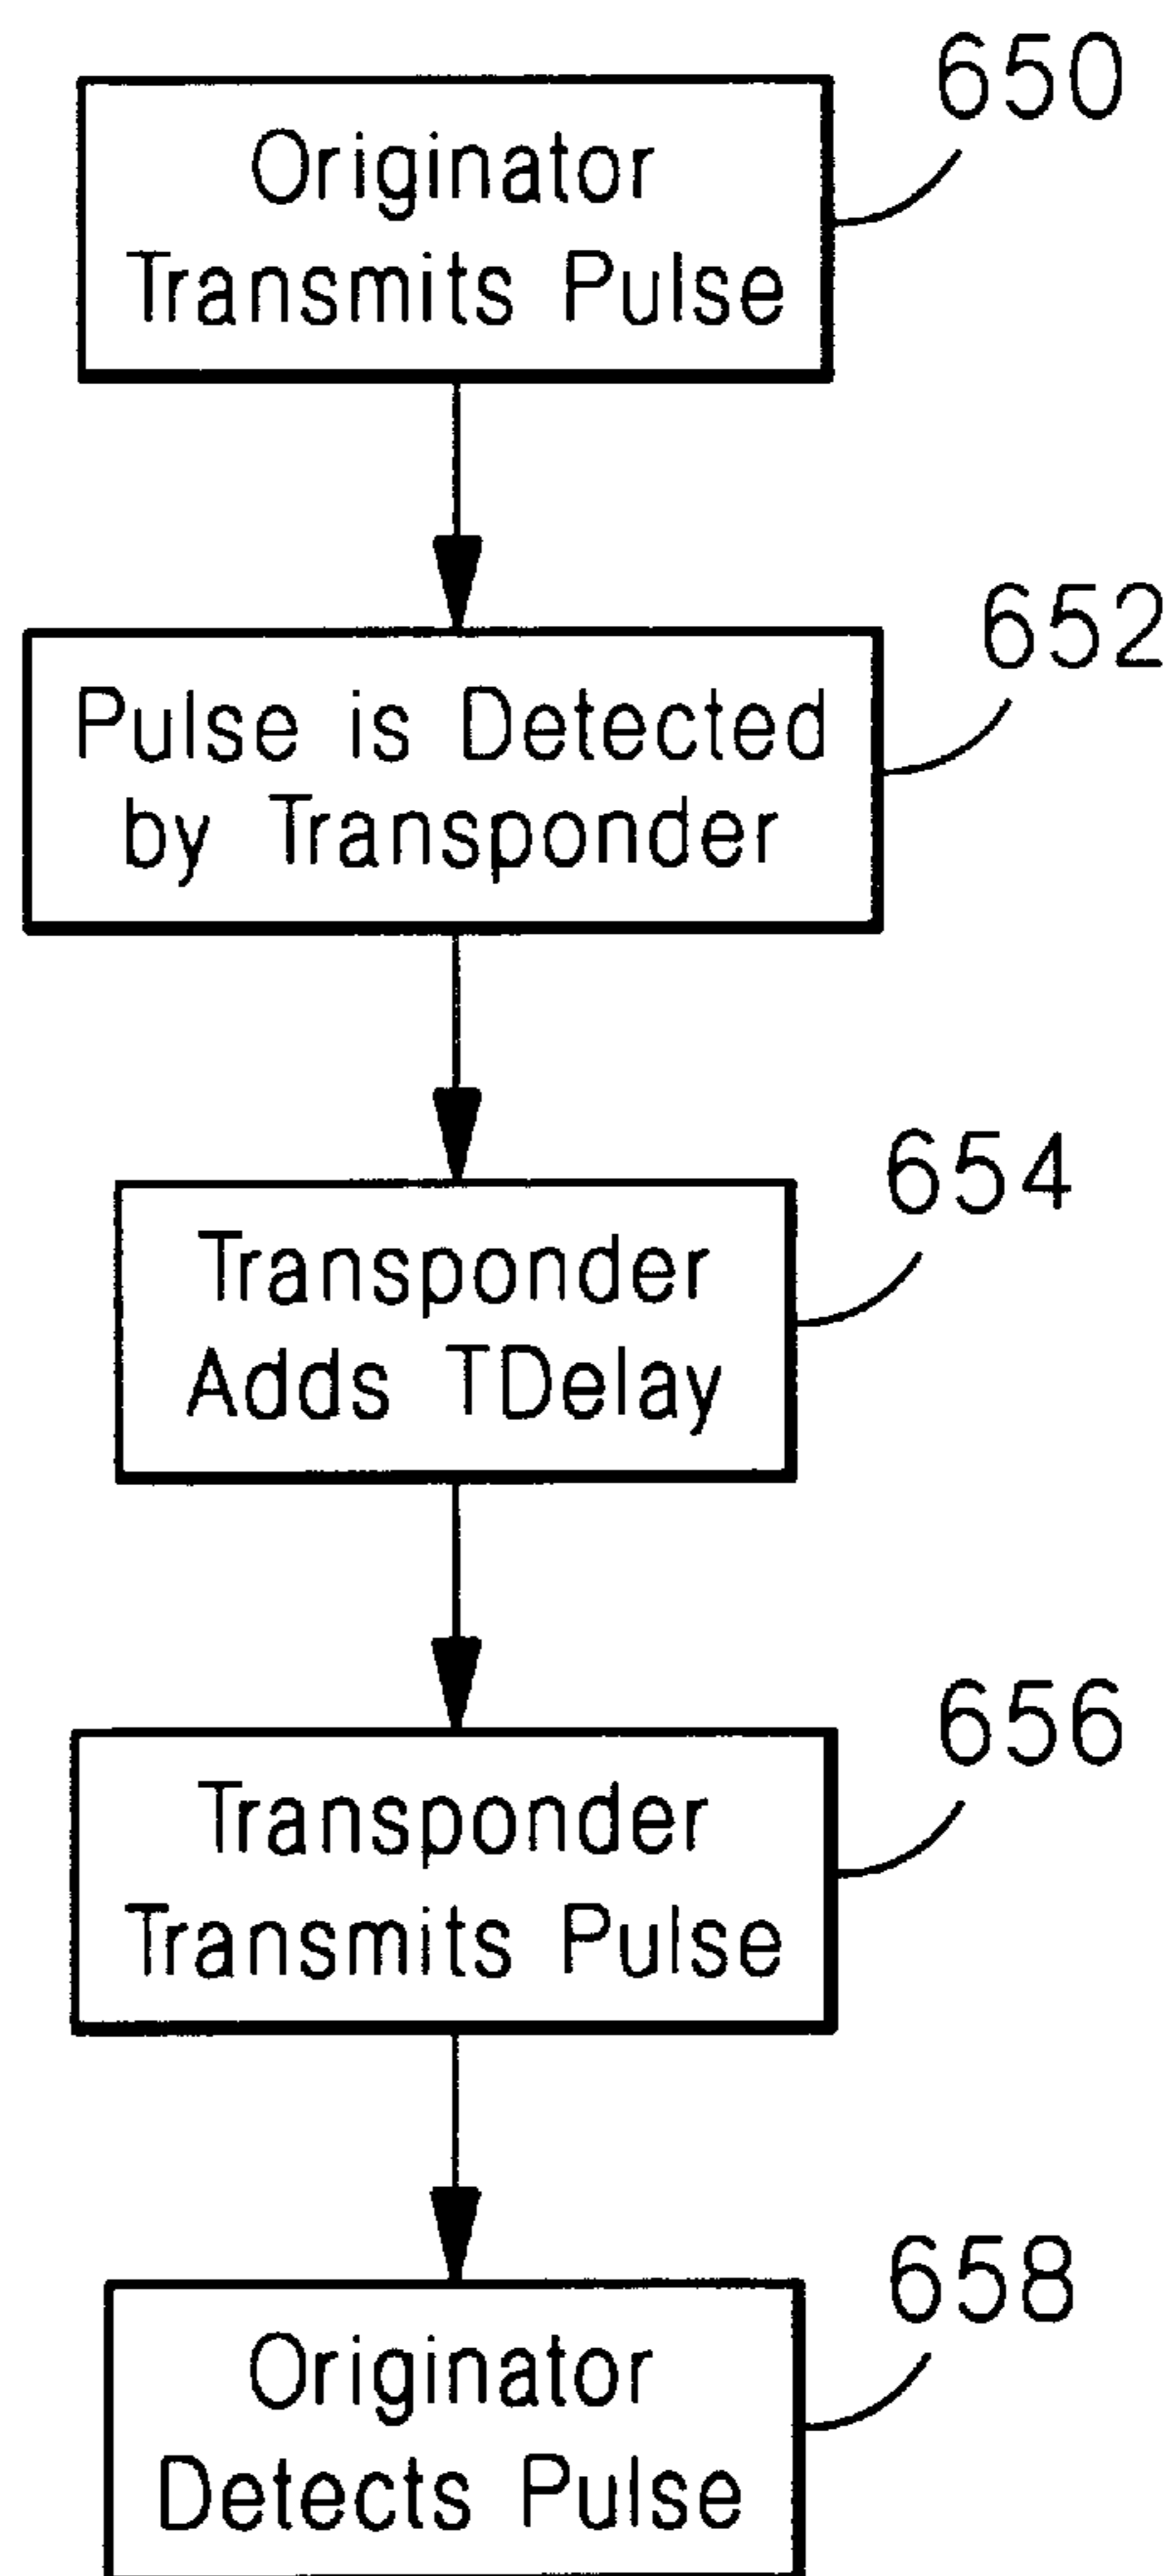 650
Originator
Transmits Pulse
652
Pulse is Detected
by Transponder
654
Transponder
Adds TDelay
656
Transponder
Transmits Pulse
658
Originator
Detects Pulse